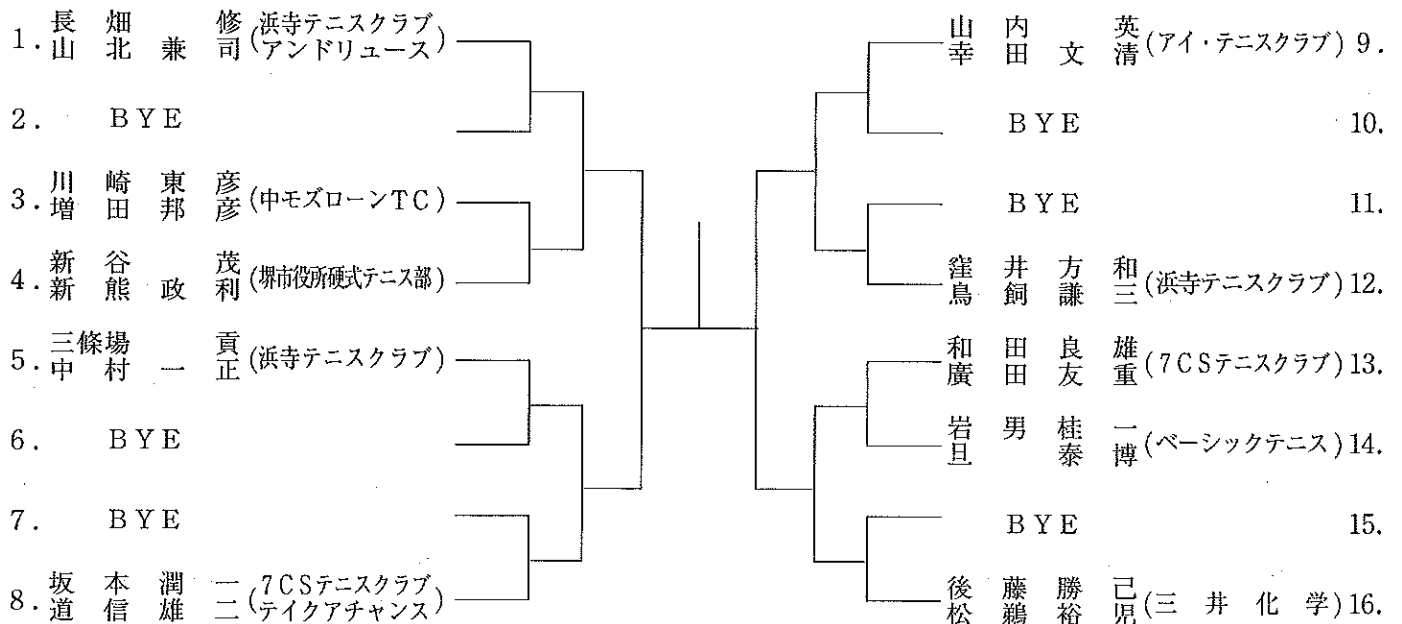 1. 長畑 修 (浜寺テニスクラブ
山北兼司 アンドリュース)
2. BYE
3. 川崎東彦 (中モズローンTC)
増田邦彦
4. 新谷 茂 (堺市役所硬式テニス部)
新熊政利
5. 三條場 貢 (浜寺テニスクラブ)
中村一正
6. BYE
7. BYE
8. 坂本潤一 (7CSテニスクラブ
道信雄二 テイクアチャンス)
山内 英 (アイ・テニスクラブ) 9.
幸田文清
BYE 10.
BYE 11.
窪井方和 (浜寺テニスクラブ) 12.
鳥飼謙三
和田良雄 (7CSテニスクラブ) 13.
廣田友重
岩男桂一 (ベーシックテニス) 14.
旦 泰博
BYE 15.
後藤勝己 (三井化学) 16.
松鵜裕児